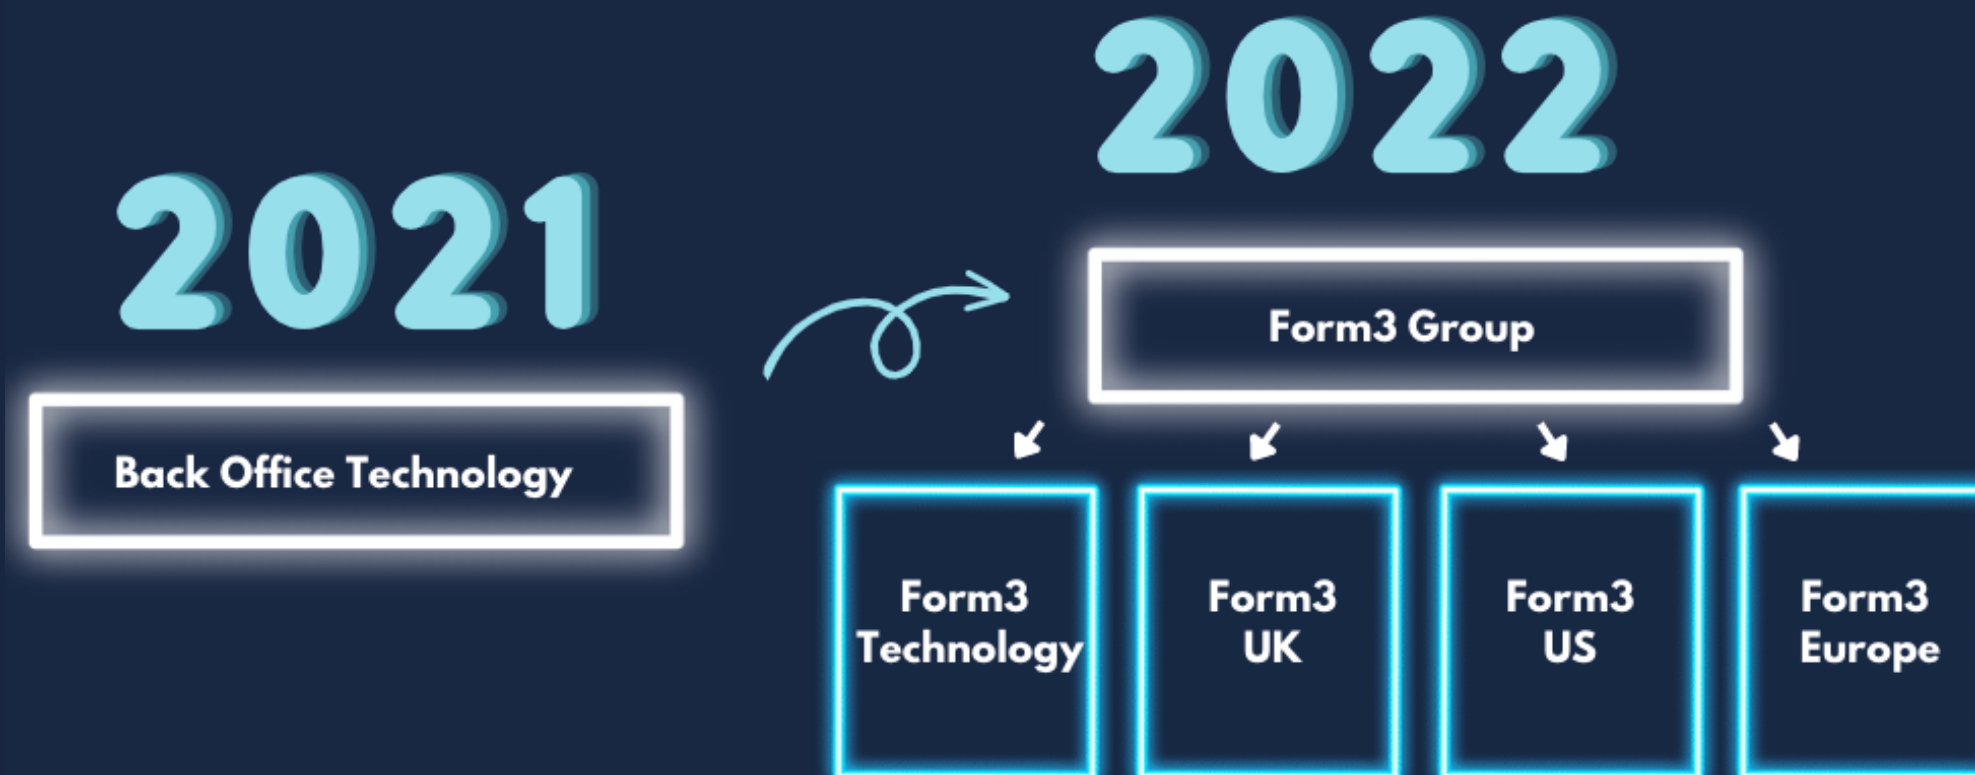 2021
Back Office Technology
2022
Form3 Group
Form3
Technology
Form3
UK
Form3
US
Form3
Europe